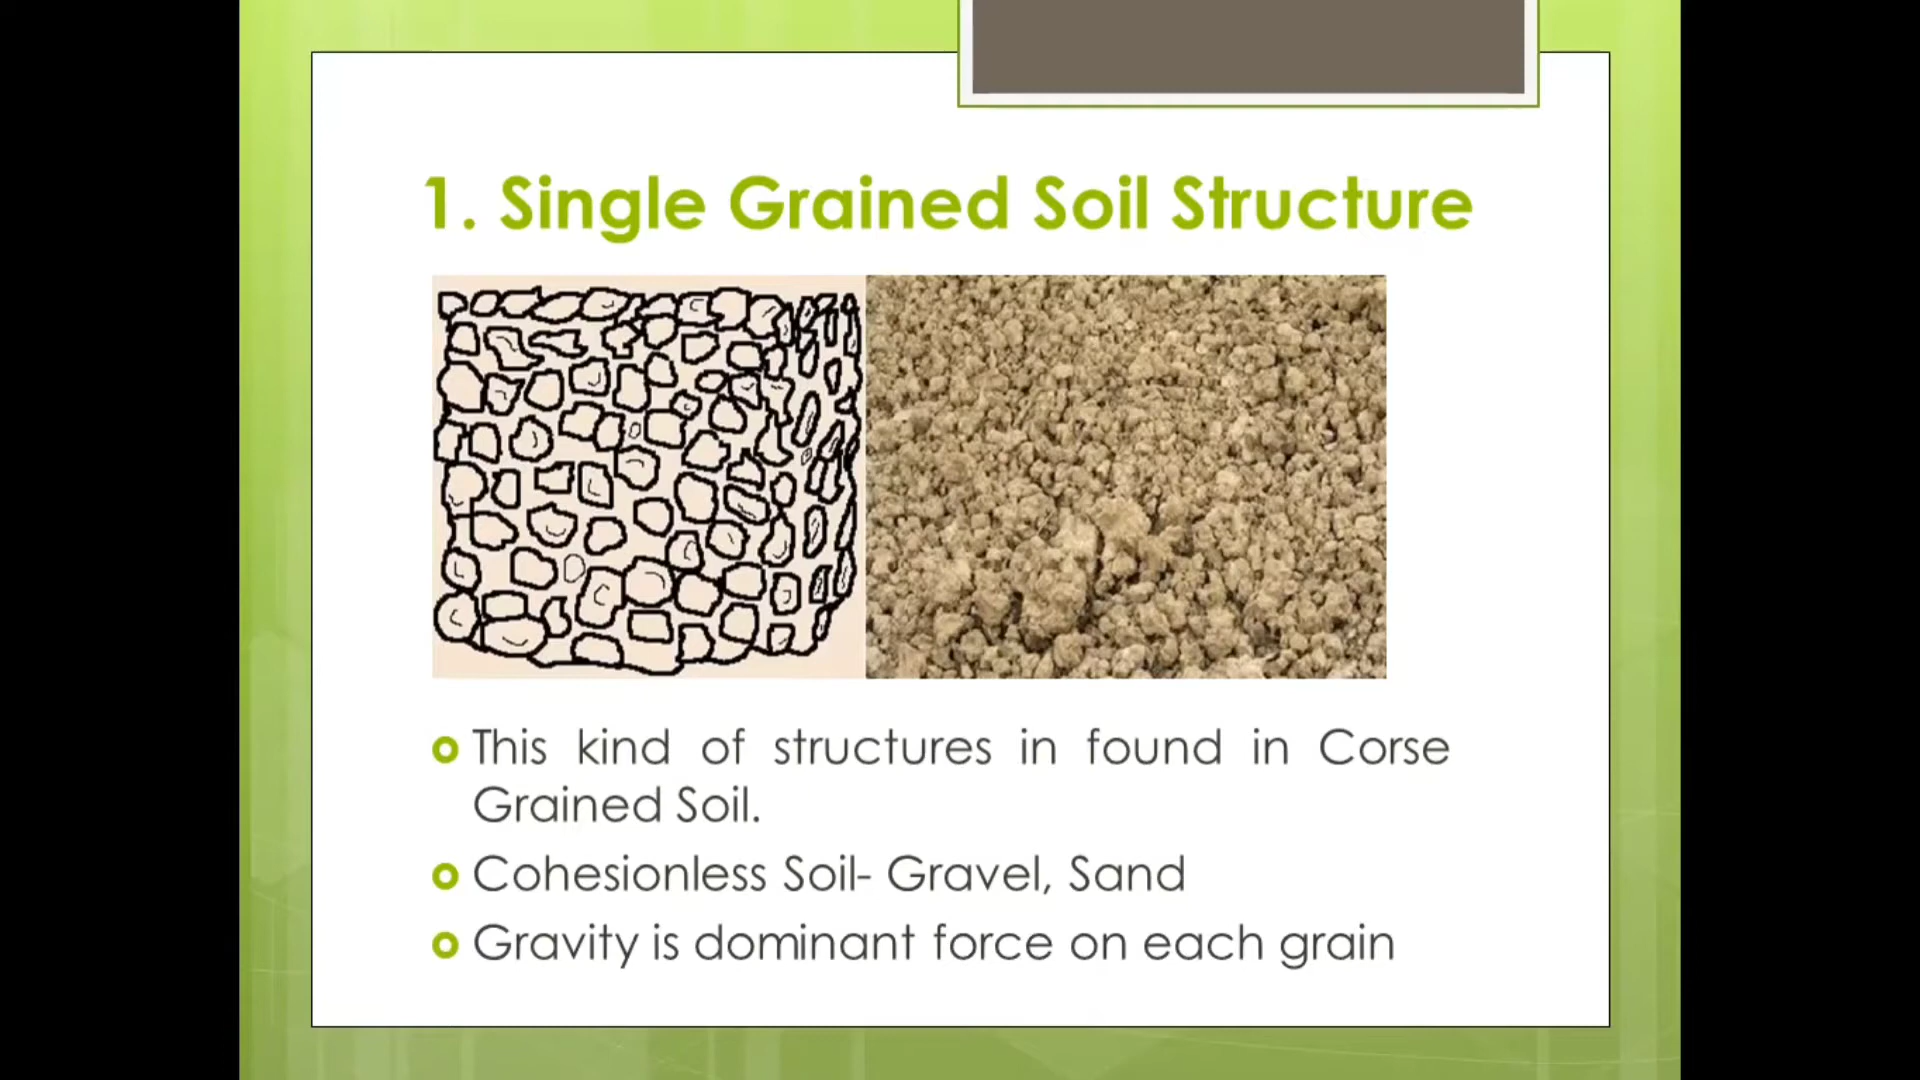 1. Single Grained Soil Structure
This kind of structures in found in Corse
Grained Soil.
Cohesionless Soil- Gravel, Sand
Gravity is dominant force on each grain